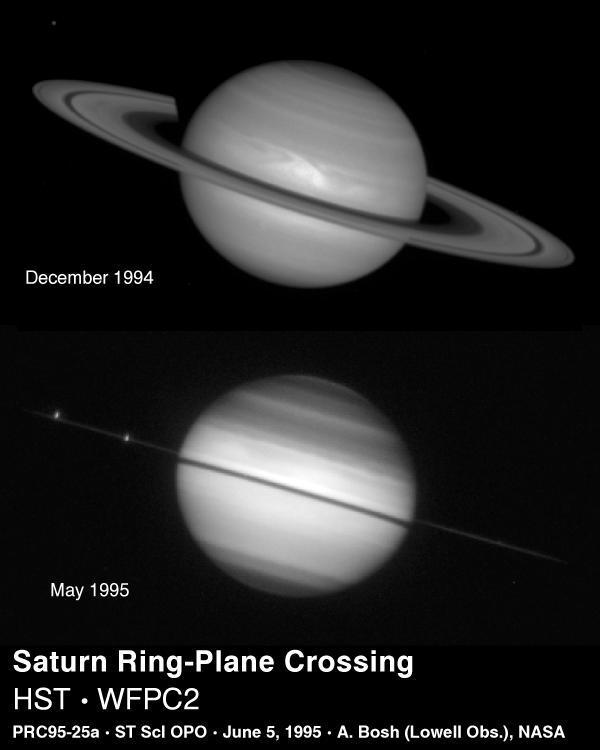 December 1994
May 1995
Saturn Ring-Plane Crossing
HST · WFPC2
PRC95-25a · ST ScI OPO · June 5, 1995 · A. Bosh (Lowell Obs.), NASA